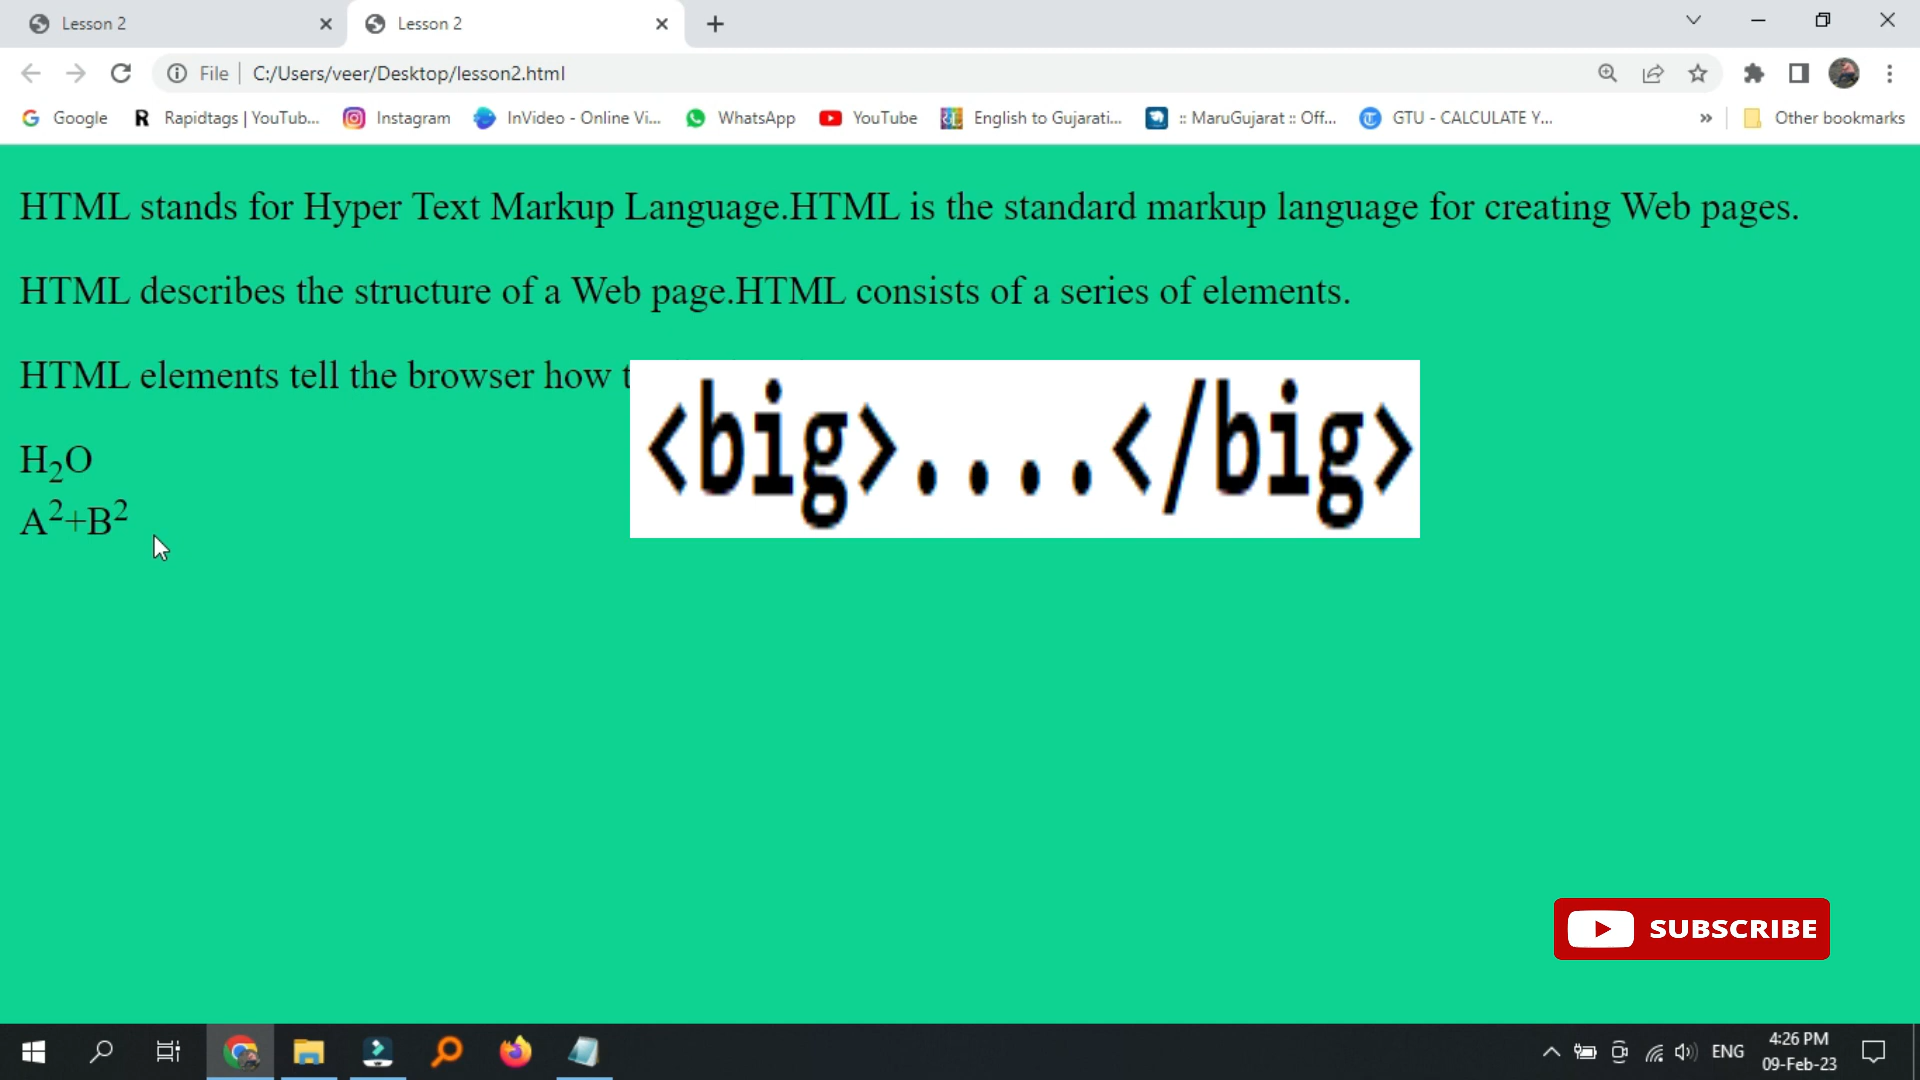 Lesson 2
Lesson 2
File C:/Users/veer/Desktop/lesson2.html
Google Rapidtags | YouTub... Instagram InVideo - Online Vi... WhatsApp YouTube English to Gujarati... :: MaruGujarat :: Off... GTU - CALCULATE Y... » Other bookmarks
HTML stands for Hyper Text Markup Language.HTML is the standard markup language for creating Web pages.
HTML describes the structure of a Web page.HTML consists of a series of elements.
HTML elements tell the browser how t
<big>....</big>
H₂O
A²+B²
SUBSCRIBE
ENG
4:26 PM
09-Feb-23